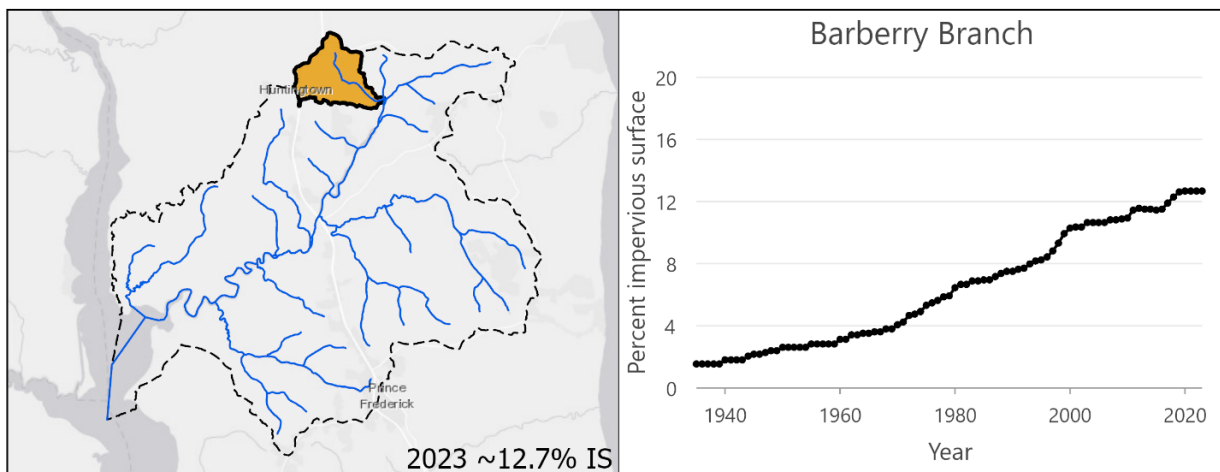 Huntingtown
Prince
Frederick
2023 ~12.7% IS
Barberry Branch
Percent impervious surface
20
16
12
8
4
0
1940 1960 1980 2000 2020
Year